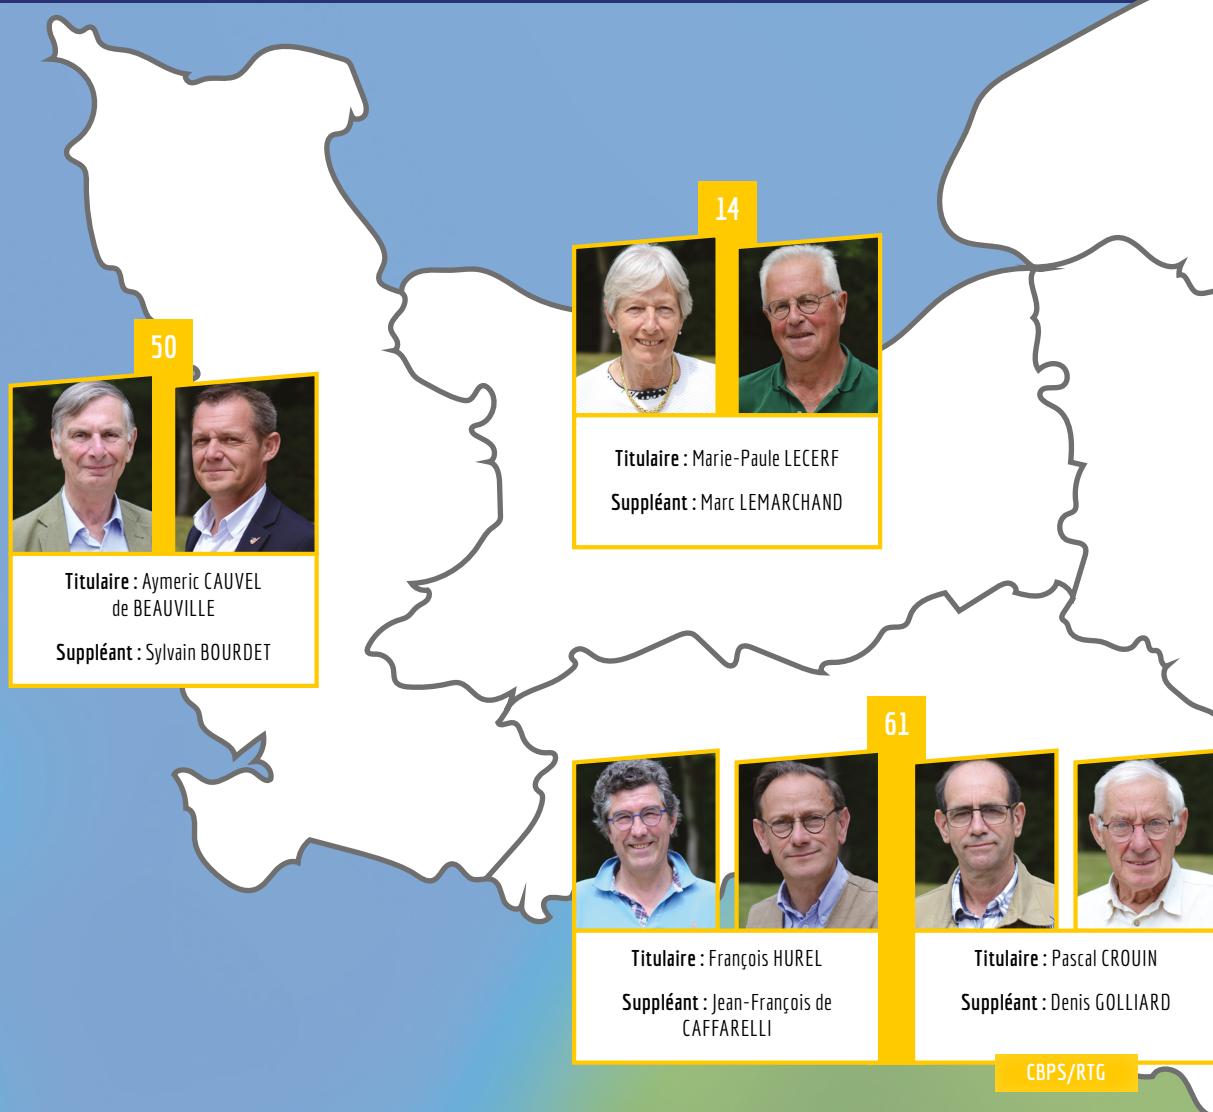 14
Titulaire : Marie-Paule LECERF
Suppléant : Marc LEMARCHAND
50
Titulaire : Aymeric CAUVEL
de BEAUVILLE
Suppléant : Sylvain BOURDET
61
Titulaire : François HUREL
Suppléant : Jean-François de
CAFFARELLI
Titulaire : Pascal CROUIN
Suppléant : Denis GOLLIARD
CBPS/RTG